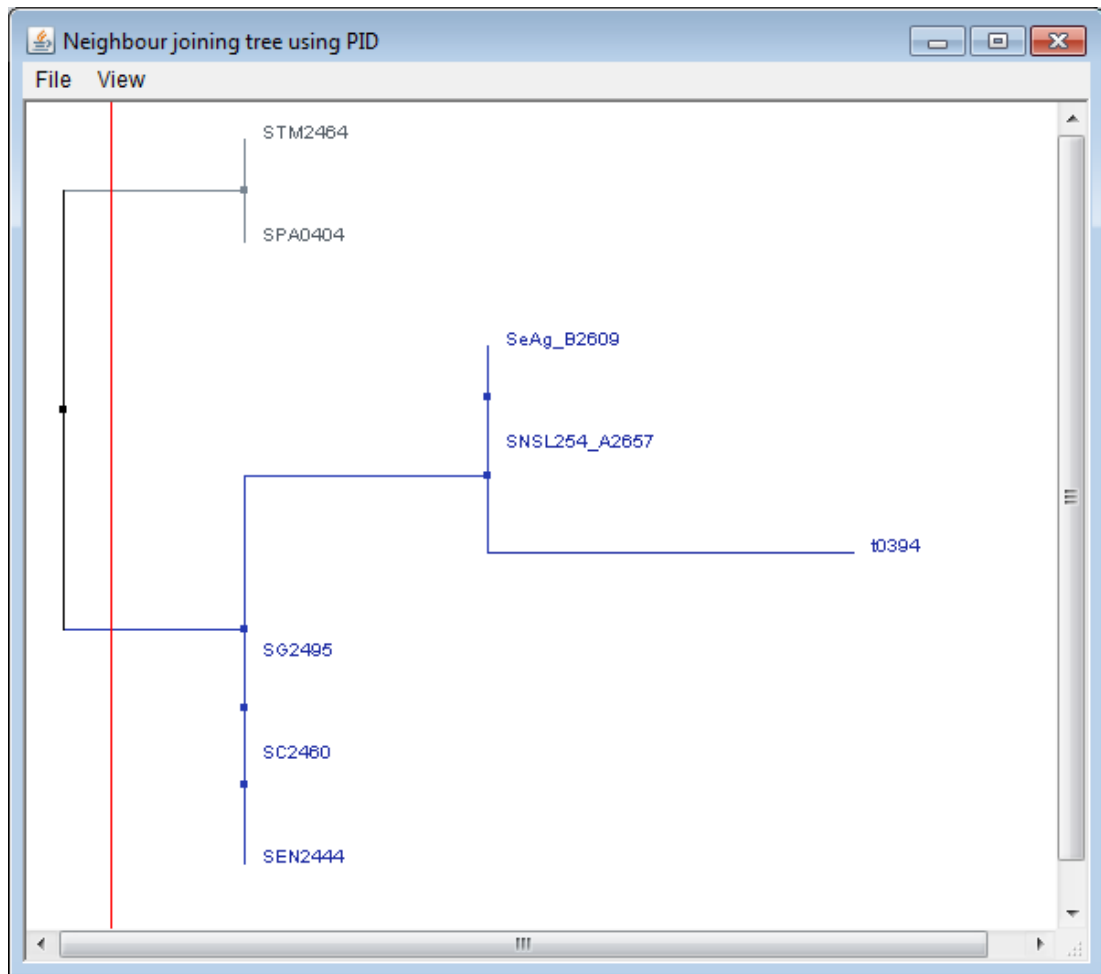 Neighbour joining tree using PID
File View
STM2464
SPA0404
SeAg_B2609
SNSL254_A2657
t0394
SG2495
SC2460
SEN2444